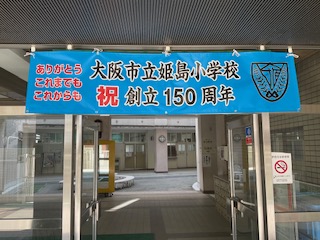 ありがとう
これまでも
これからも
大阪市立姫島小学校
祝 創立150周年